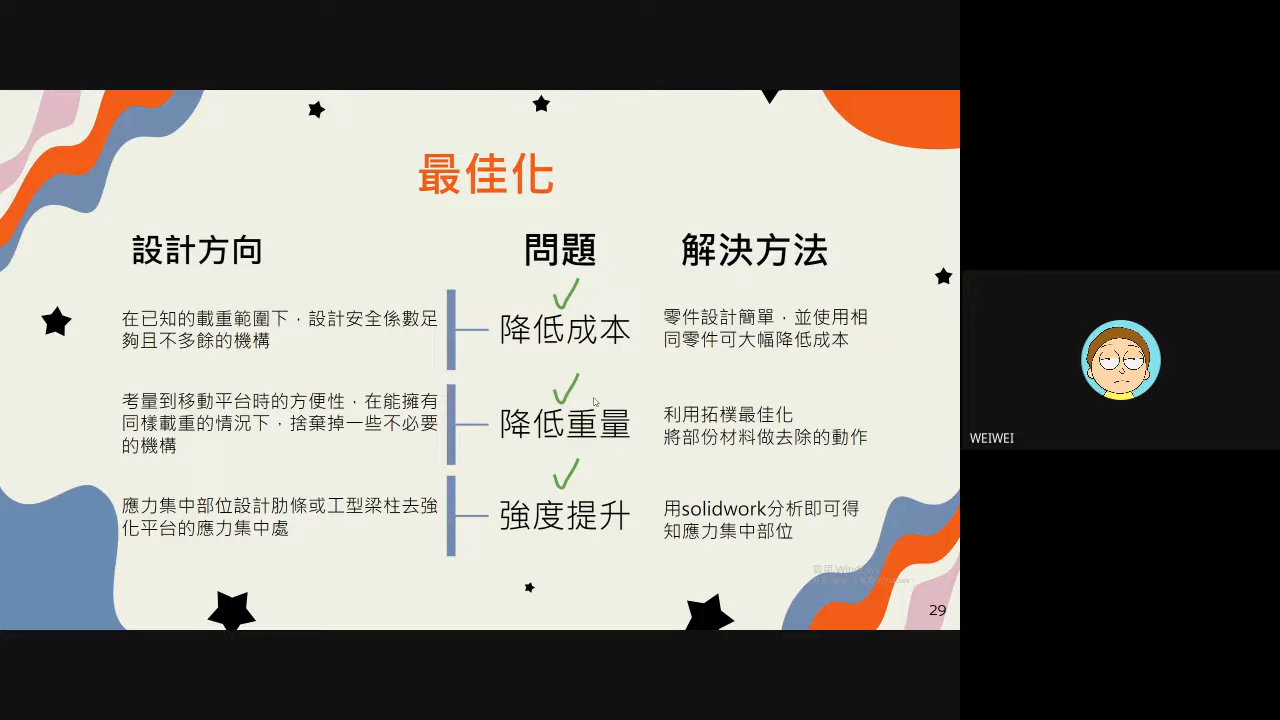 最佳化
設計方向
問題
解決方法
在已知的載重範圍下，設計安全係數足
夠且不多餘的機構
降低成本
零件設計簡單，並使用相
同零件可大幅降低成本
考量到移動平台時的方便性，在能擁有
同樣載重的情況下，捨棄掉一些不必要
的機構
降低重量
利用拓樸最佳化
將部份材料做去除的動作
應力集中部位設計肋條或工型梁柱去強
化平台的應力集中處
強度提升
用solidwork分析即可得
知應力集中部位
啟用 Windows
29
WEIWEI